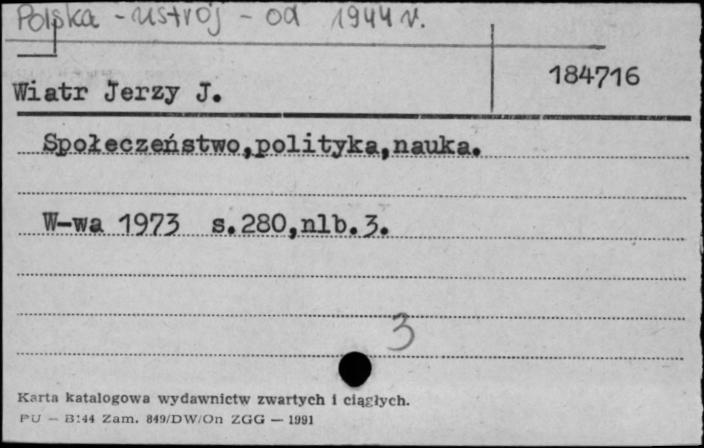 Polska - ustrój - od 1944 r.
184716
Wiatr Jerzy J.
Społeczeństwo,polityka,nauka.
W-wa 1973 s.280,nlb.3.
3
Karta katalogowa wydawnictw zwartych i ciągłych.
PU — B144 Zam. 849/DW/On ZGG — 1991